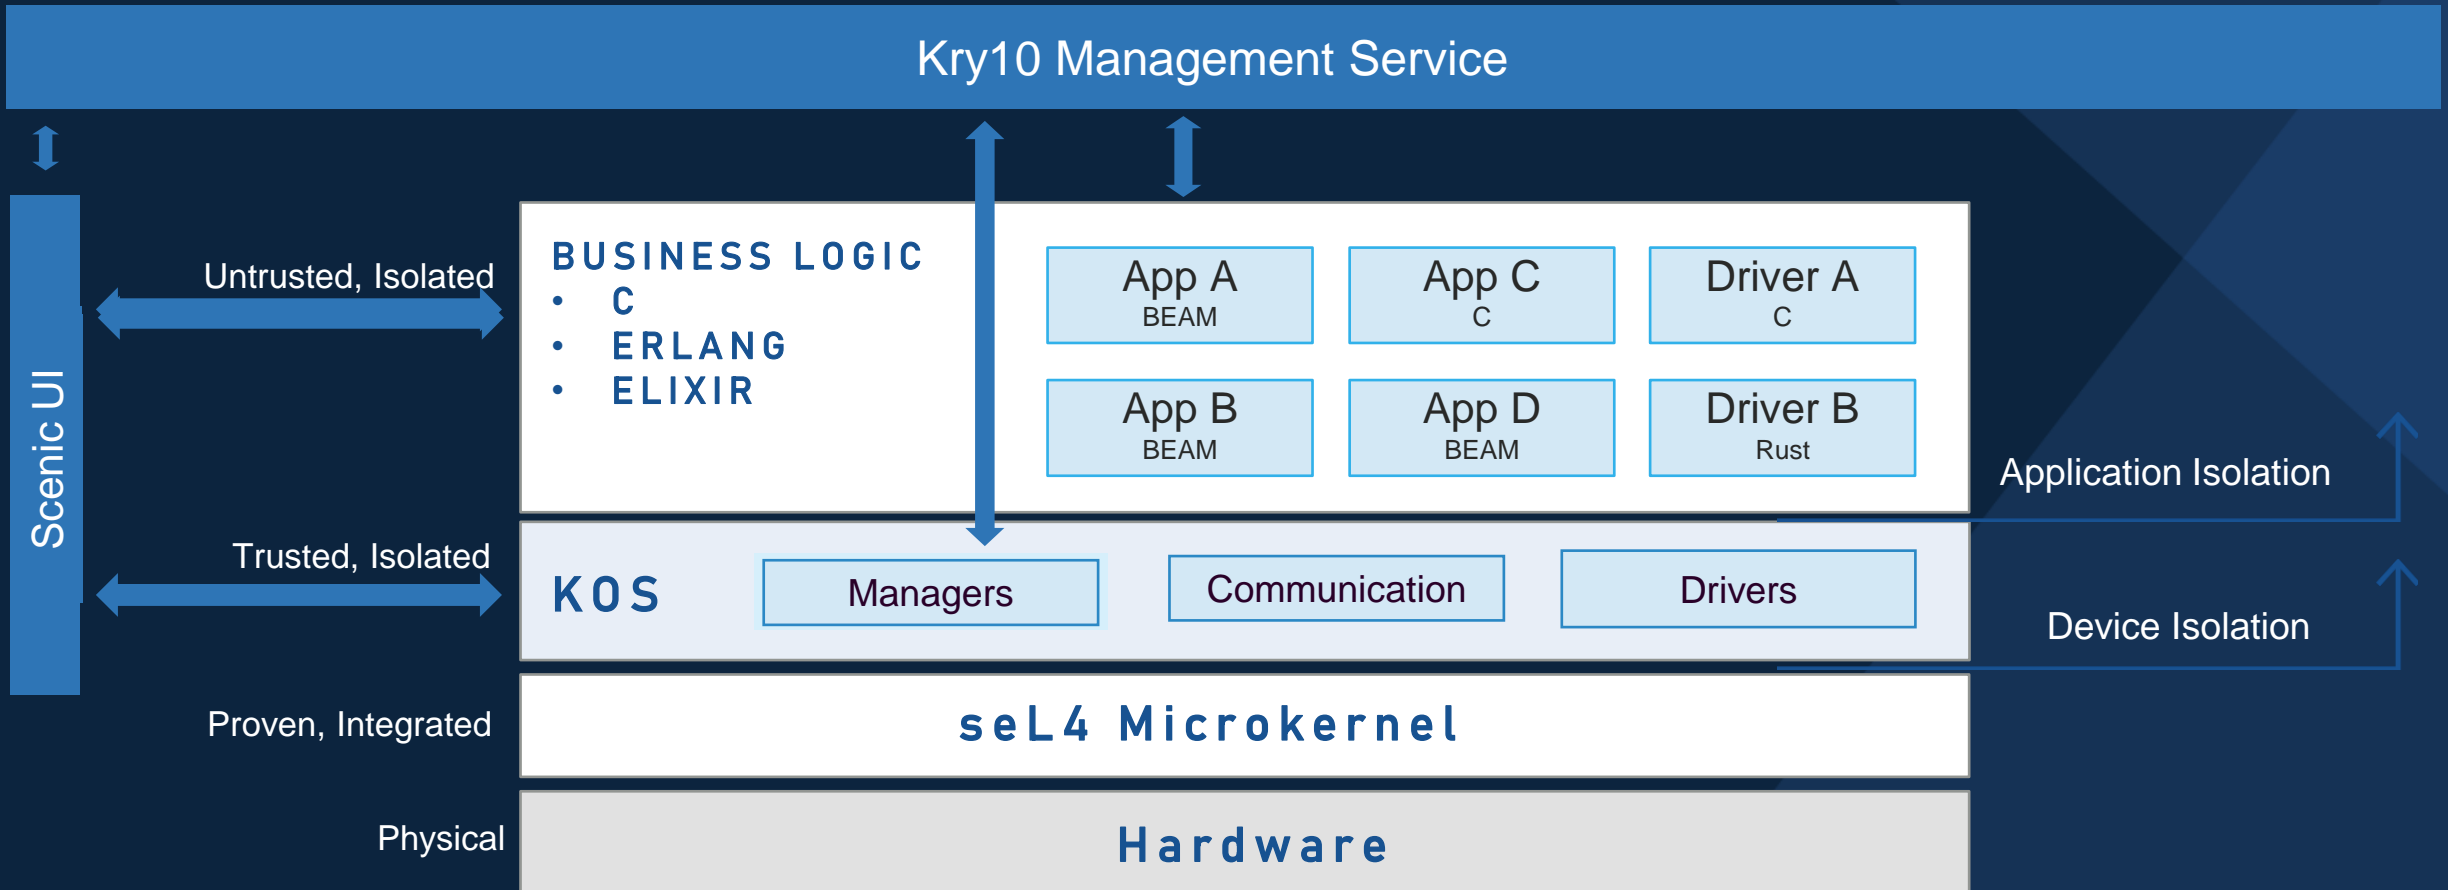 Kry10 Management Service
Scenic UI
Untrusted, Isolated
BUSINESS LOGIC
• C
• ERLANG
• ELIXIR
App A
BEAM
App C
C
Driver A
C
App B
BEAM
App D
BEAM
Driver B
Rust
Application Isolation
Trusted, Isolated
KOS
Managers
Communication
Drivers
Device Isolation
Proven, Integrated
seL4 Microkernel
Physical
Hardware